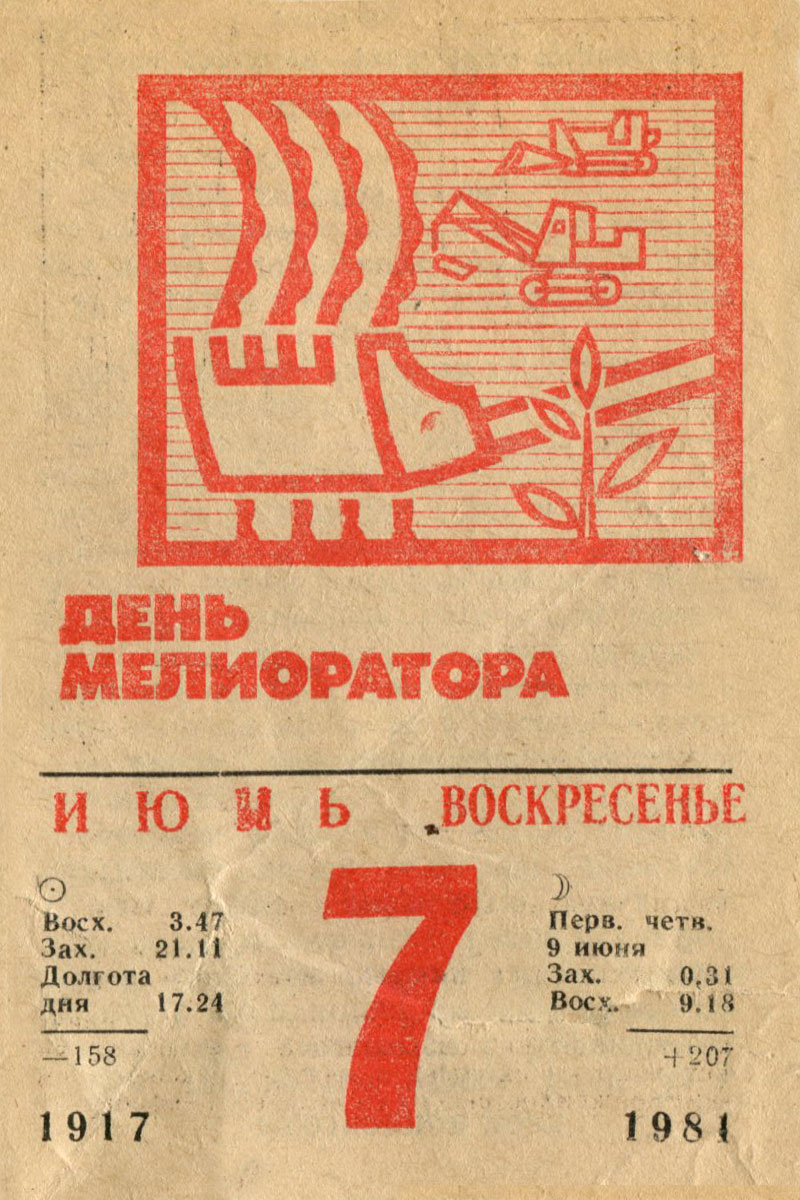 ДЕНЬ
МЕЛИОРАТОРА
ИЮНЬ ВОСКРЕСЕНЬЕ
7
Восх. 3.47
Зах. 21.11
Долгота
дня 17.24
—158
1917
Перв. четв.
9 июня
Зах. 0.31
Восх. 9.18
+207
1981